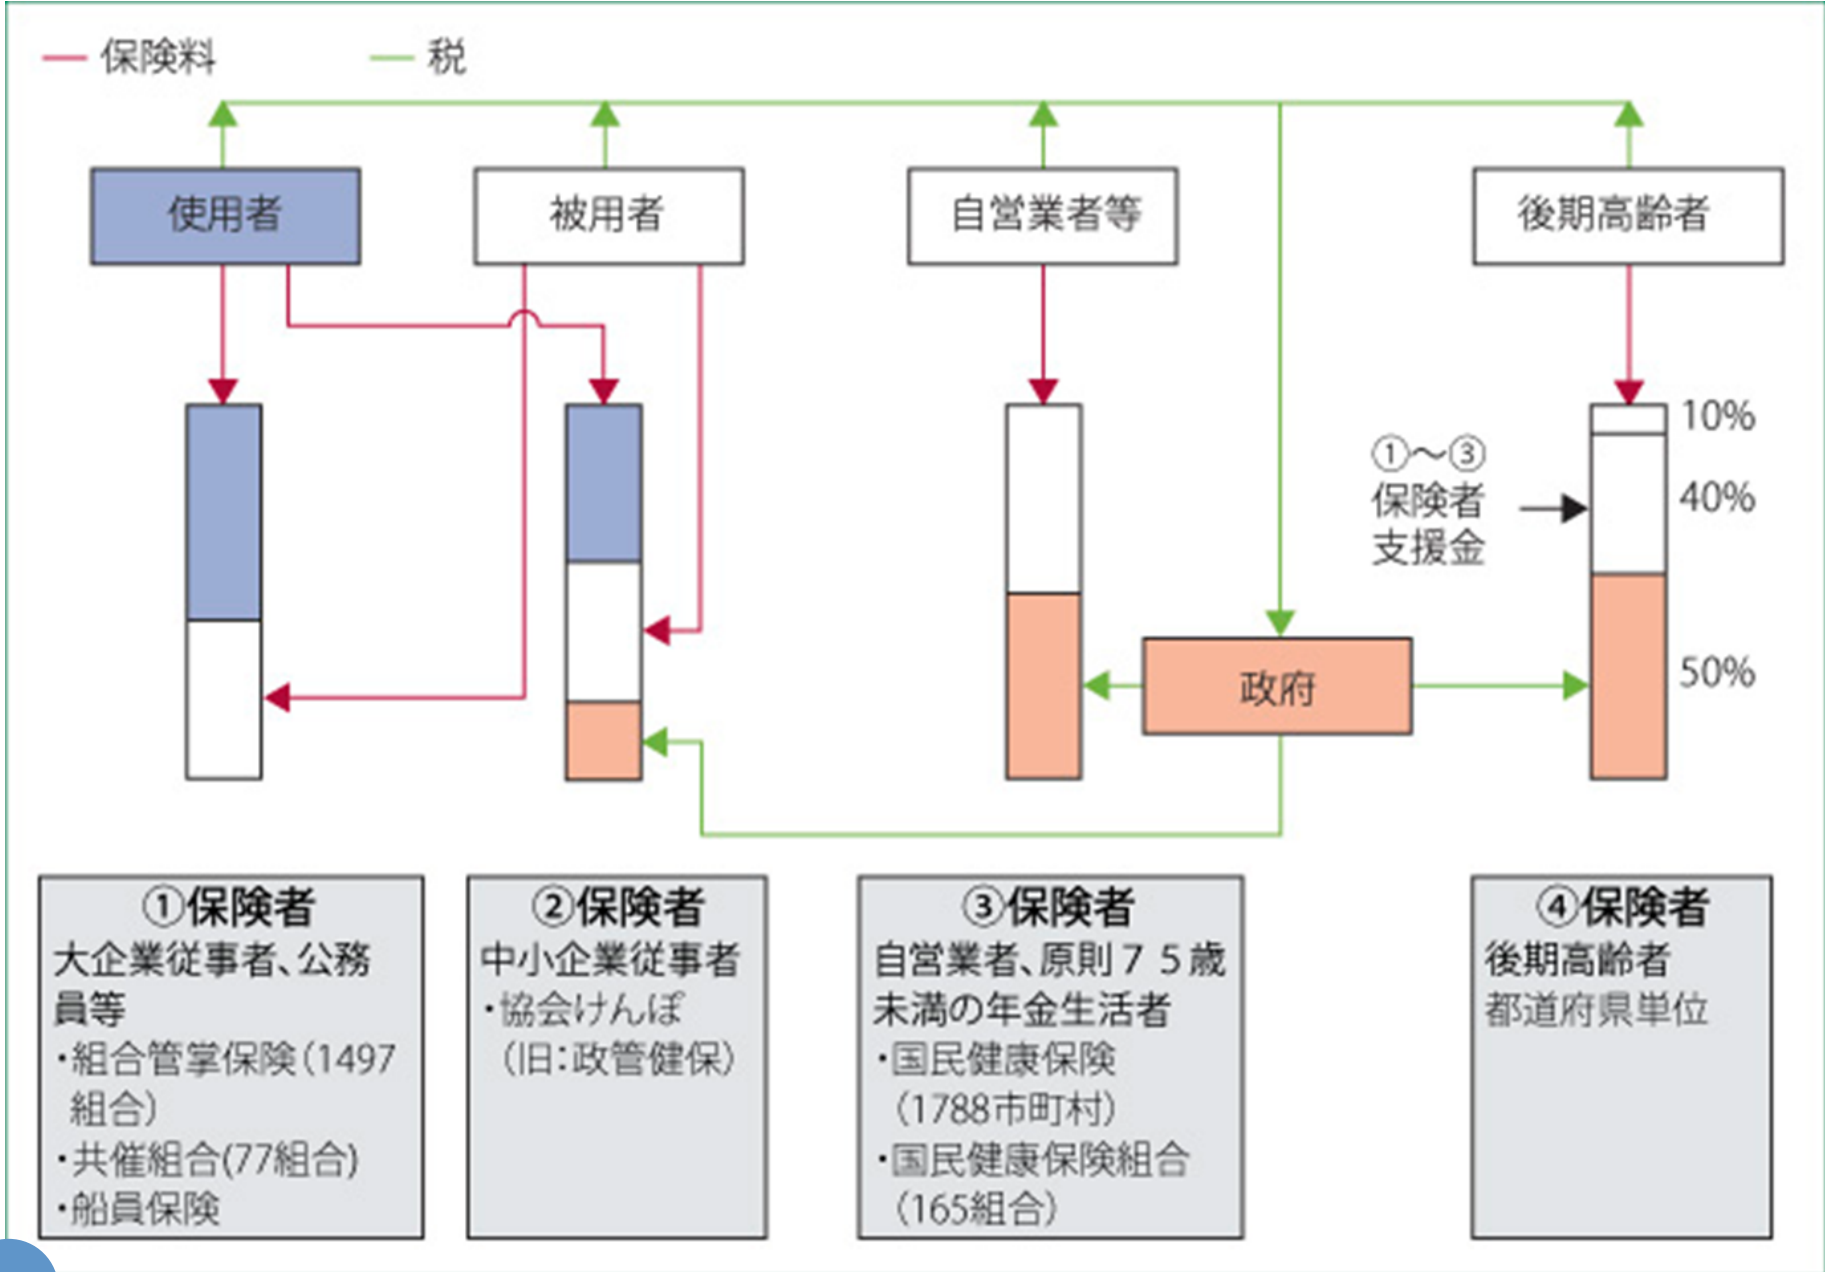 保険料
税
使用者
被用者
自営業者等
後期高齢者
10%
①～③
保険者
支援金
40%
50%
政府
①保険者
大企業従事者、公務
員等
・組合管掌保険（1497
組合）
・共催組合(77組合)
・船員保険
②保険者
中小企業従事者
・協会けんぽ
（旧：政管健保）
③保険者
自営業者、原則７５歳
未満の年金生活者
・国民健康保険
（1788市町村）
・国民健康保険組合
（165組合）
④保険者
後期高齢者
都道府県単位